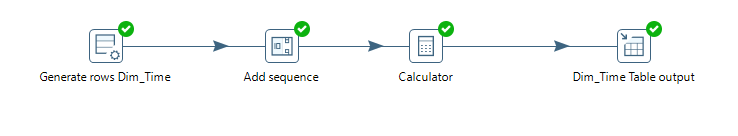 Generate rows Dim_Time
Add sequence
Calculator
Dim_Time Table output